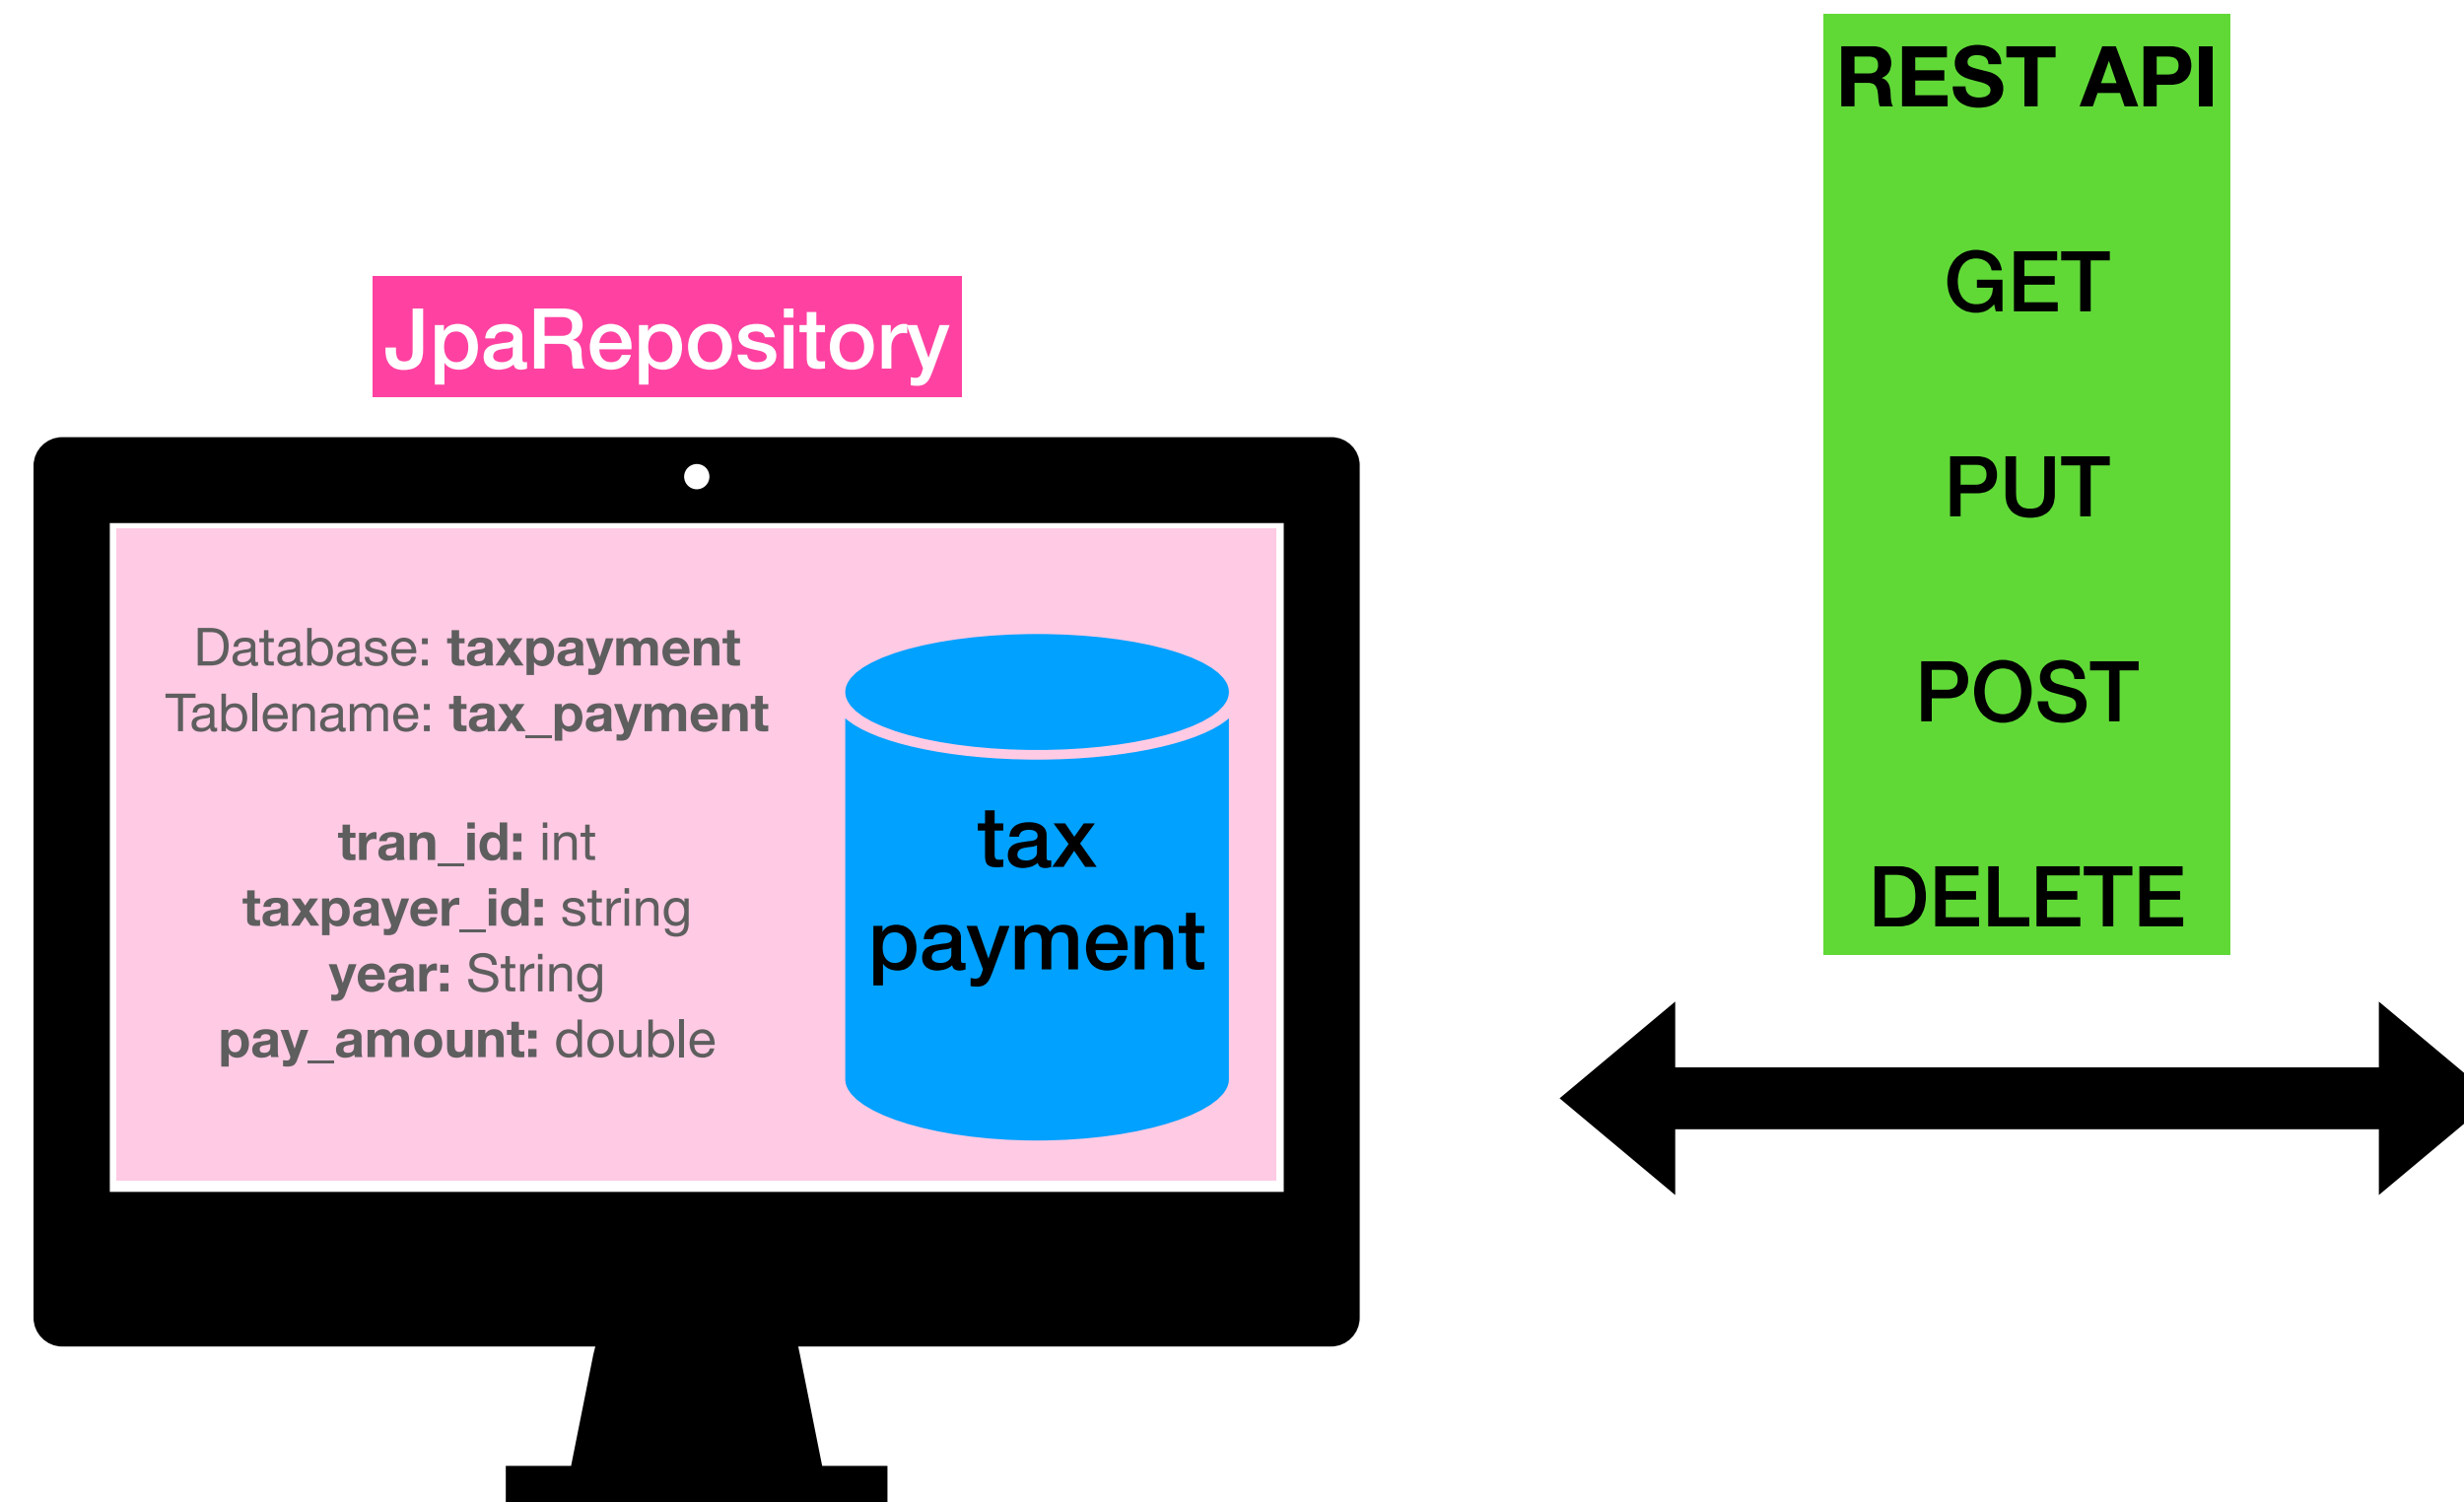 JpaRepository
Database: taxpayment
Tablename: tax_payment
tran_id: int
taxpayer_id: string
year: String
pay_amount: double
tax
payment
REST API
GET
PUT
POST
DELETE